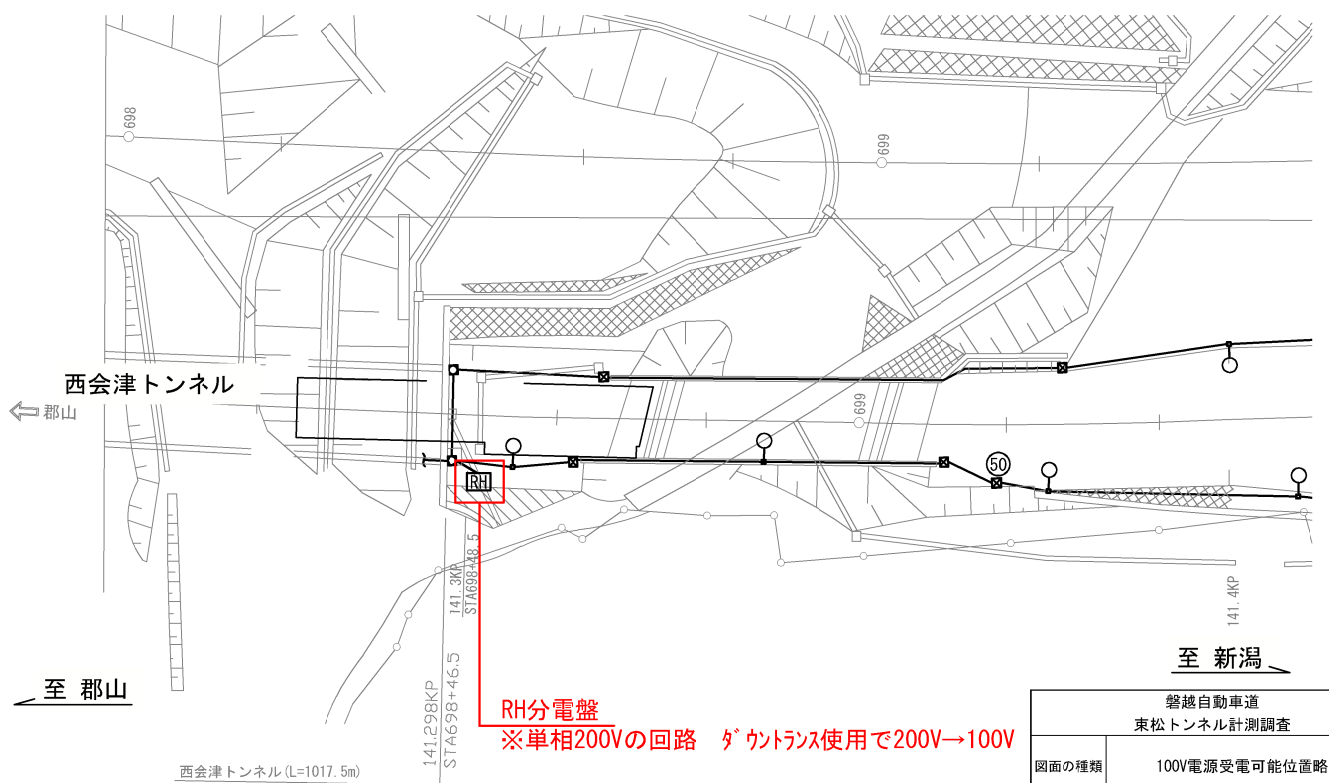 698
699
西会津トンネル
郡山
699
50
RH
141.3KP
STA698+48.5
141.4KP
至 新潟
至 郡山
141.298KP
STA698+46.5
RH分電盤
※単相200Vの回路 ダウントランス使用で200V→100V
磐越自動車道
東松トンネル計測調査
図面の種類 100V電源受電可能位置略
西会津トンネル(L=1017.5m)